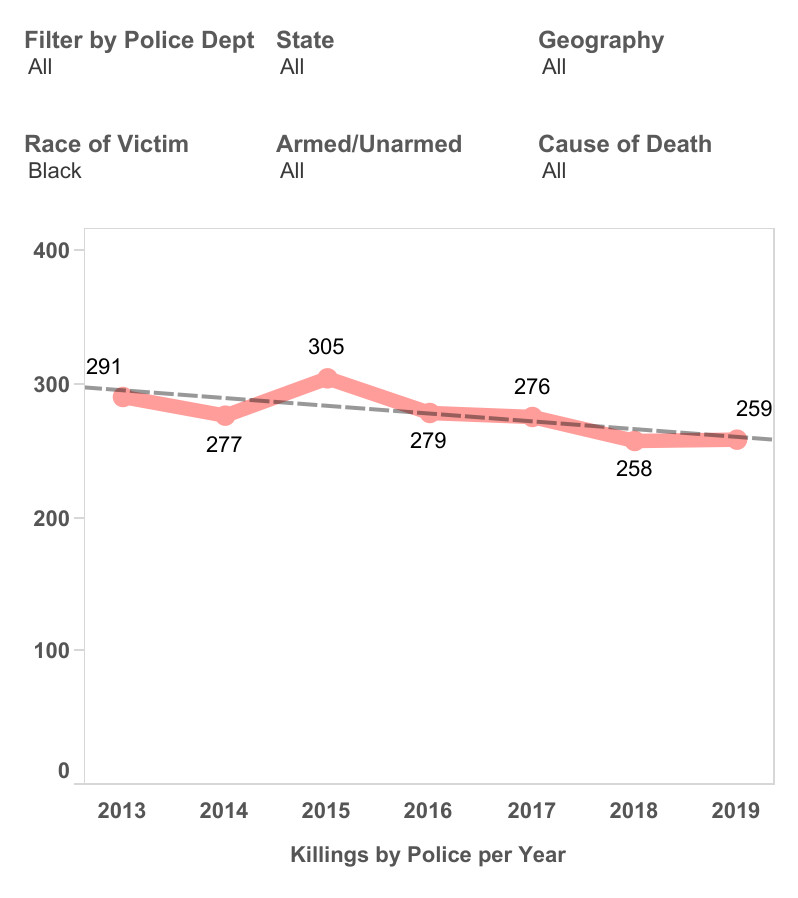 Filter by Police Dept State Geography
All All All
Race of Victim Armed/Unarmed Cause of Death
Black All All
400
305
291
300
276
259
277
279
258
200
100
0
2013 2014 2015 2016 2017 2018 2019
Killings by Police per Year